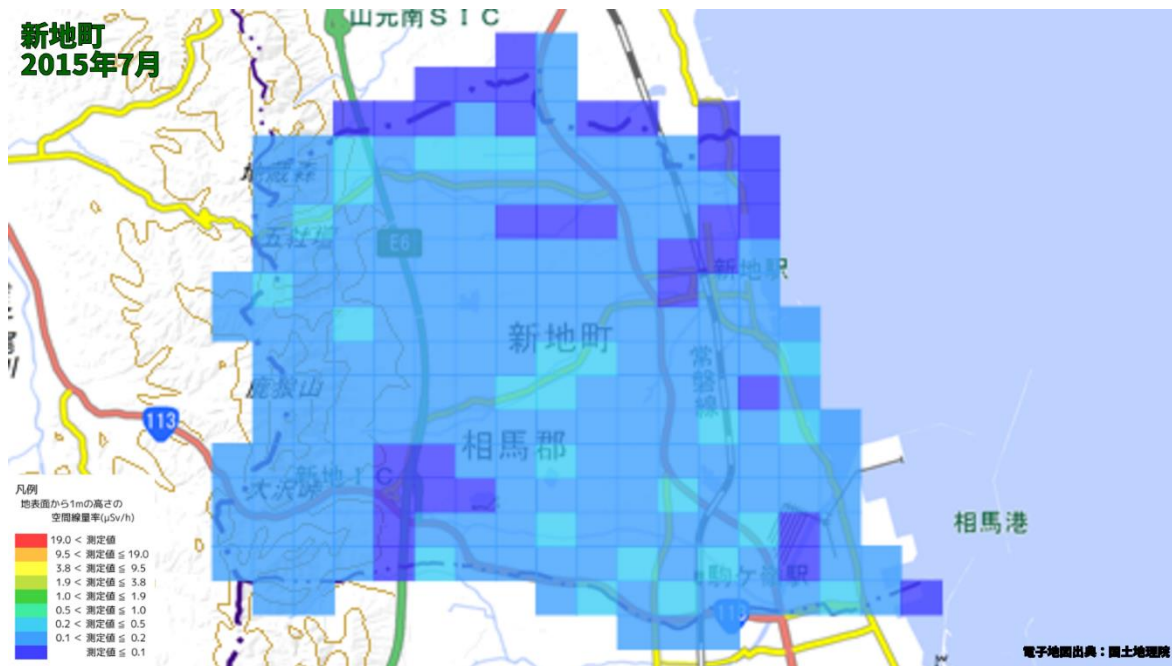 新地町
2015年7月
山元南SIC
五社壇
E6
新地駅
新地町
鹿狼山
常磐線
113
相馬郡
新地IC
大沢峠
相馬港
駒ケ嶺駅
113
凡例
地表面から1mの高さの
空間線量率(μSv/h)
19.0 < 測定値
9.5 < 測定値 ≦ 19.0
3.8 < 測定値 ≦ 9.5
1.9 < 測定値 ≦ 3.8
1.0 < 測定値 ≦ 1.9
0.5 < 測定値 ≦ 1.0
0.2 < 測定値 ≦ 0.5
0.1 < 測定値 ≦ 0.2
測定値 ≦ 0.1
電子地図出典：国土地理院